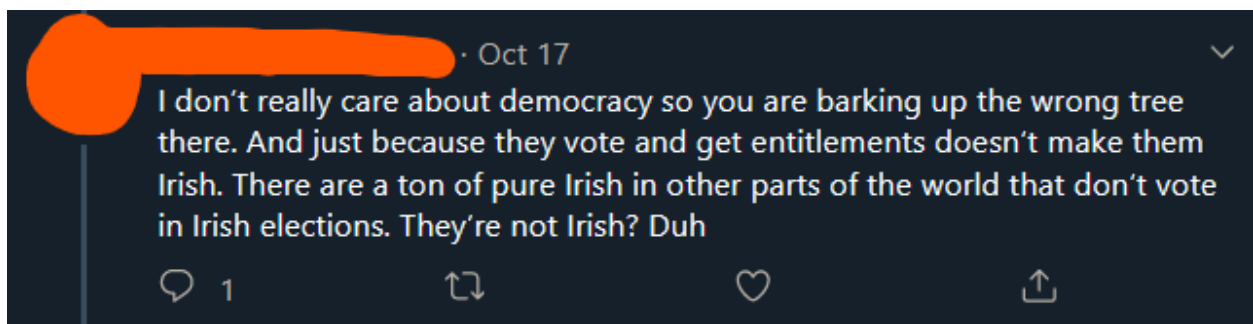 · Oct 17
I don't really care about democracy so you are barking up the wrong tree
there. And just because they vote and get entitlements doesn't make them
Irish. There are a ton of pure Irish in other parts of the world that don't vote
in Irish elections. They're not Irish? Duh
1